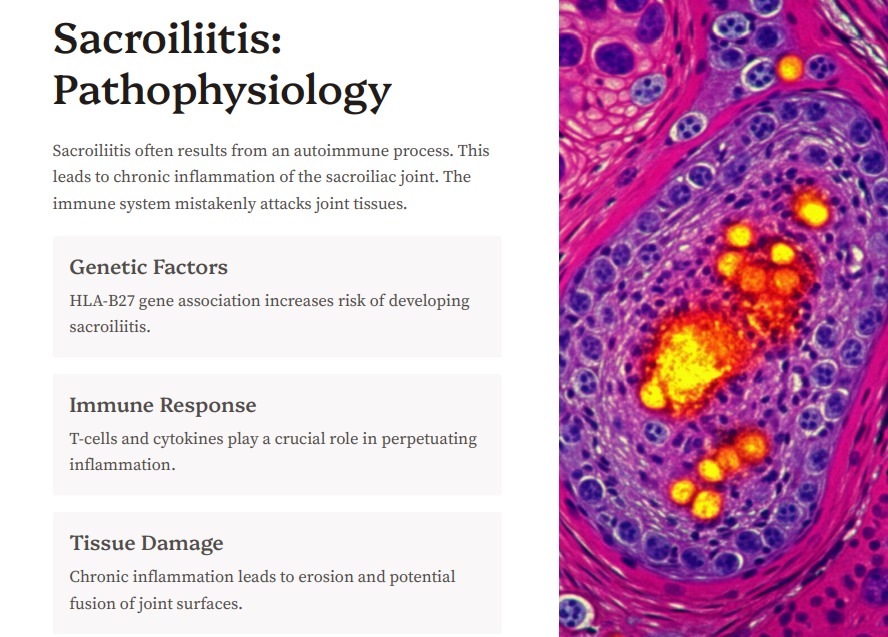 Sacroiliitis:
Pathophysiology
Sacroiliitis often results from an autoimmune process. This
leads to chronic inflammation of the sacroiliac joint. The
immune system mistakenly attacks joint tissues.
Genetic Factors
HLA-B27 gene association increases risk of developing
sacroiliitis.
Immune Response
T-cells and cytokines play a crucial role in perpetuating
inflammation.
Tissue Damage
Chronic inflammation leads to erosion and potential
fusion of joint surfaces.